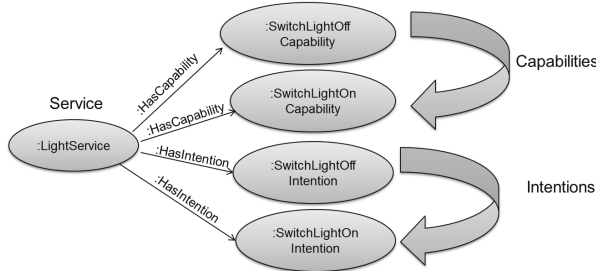 :SwitchLightOff
Capability
Capabilities
:HasCapability
:SwitchLightOn
Capability
Service
:HasCapability
:LightService
:HasIntention
:SwitchLightOff
Intention
Intentions
:HasIntention
:SwitchLightOn
Intention